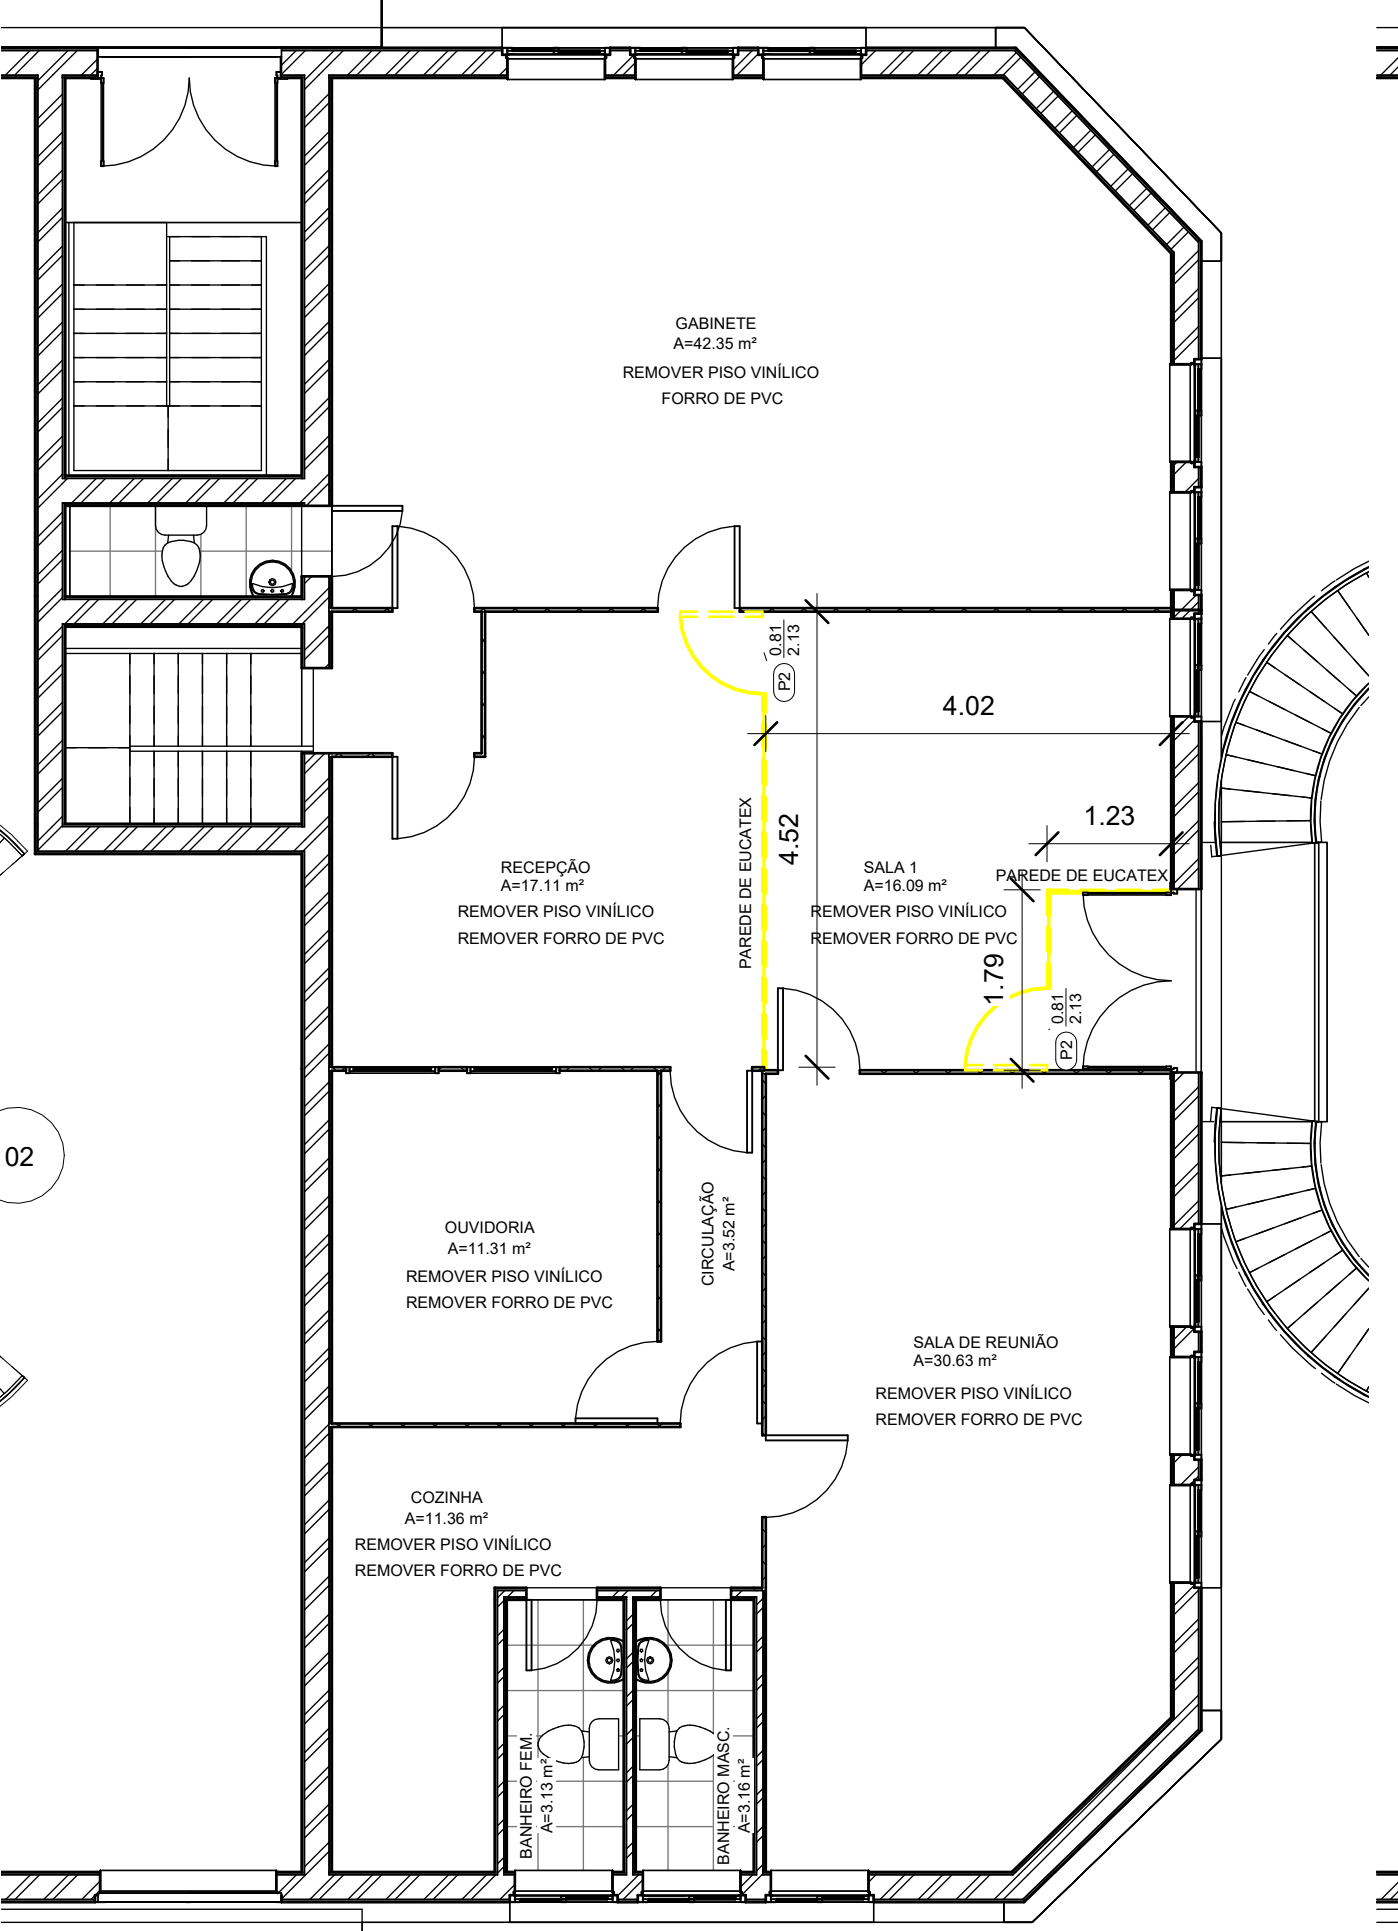 GABINETE
A=42.35 m²
REMOVER PISO VINÍLICO
FORRO DE PVC
0.81
2.13
P2
4.02
4.52
PAREDE DE EUCATEX
1.23
PAREDE DE EUCATEX
RECEPÇÃO
A=17.11 m²
REMOVER PISO VINÍLICO
REMOVER FORRO DE PVC
SALA 1
A=16.09 m²
REMOVER PISO VINÍLICO
REMOVER FORRO DE PVC
1.79
0.81
2.13
P2
02
CIRCULAÇÃO
A=3.52 m²
OUVIDORIA
A=11.31 m²
REMOVER PISO VINÍLICO
REMOVER FORRO DE PVC
SALA DE REUNIÃO
A=30.63 m²
REMOVER PISO VINÍLICO
REMOVER FORRO DE PVC
COZINHA
A=11.36 m²
REMOVER PISO VINÍLICO
REMOVER FORRO DE PVC
BANHEIRO FEM.
A=3.13 m²
BANHEIRO MASC.
A=3.16 m²